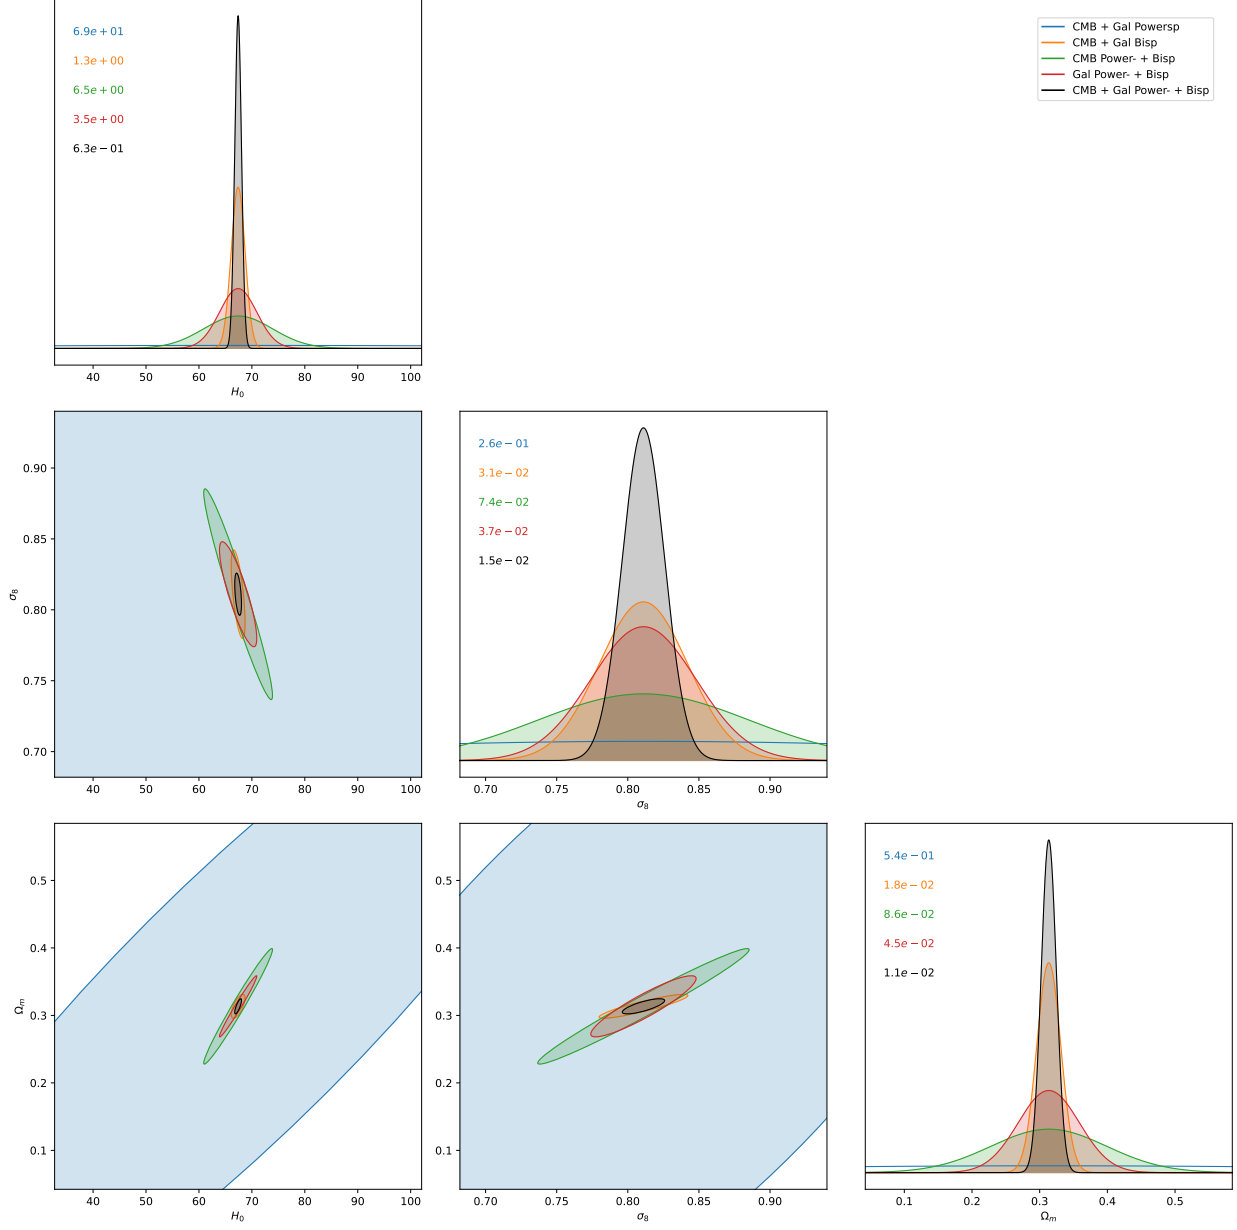 6.9e + 01
1.3e + 00
6.5e + 00
3.5e + 00
6.3e − 01
40 50 60 70 80 90 100
H0
CMB + Gal Powersp
CMB + Gal Bisp
CMB Power- + Bisp
Gal Power- + Bisp
CMB + Gal Power- + Bisp
0.90
0.85
0.80
0.75
0.70
σ8
40 50 60 70 80 90 100
2.6e − 01
3.1e − 02
7.4e − 02
3.7e − 02
1.5e − 02
0.70 0.75 0.80 0.85 0.90
σ8
0.5
0.4
0.3
0.2
0.1
Ωm
40 50 60 70 80 90 100
H0
0.5
0.4
0.3
0.2
0.1
0.70 0.75 0.80 0.85 0.90
σ8
5.4e − 01
1.8e − 02
8.6e − 02
4.5e − 02
1.1e − 02
0.1 0.2 0.3 0.4 0.5
Ωm